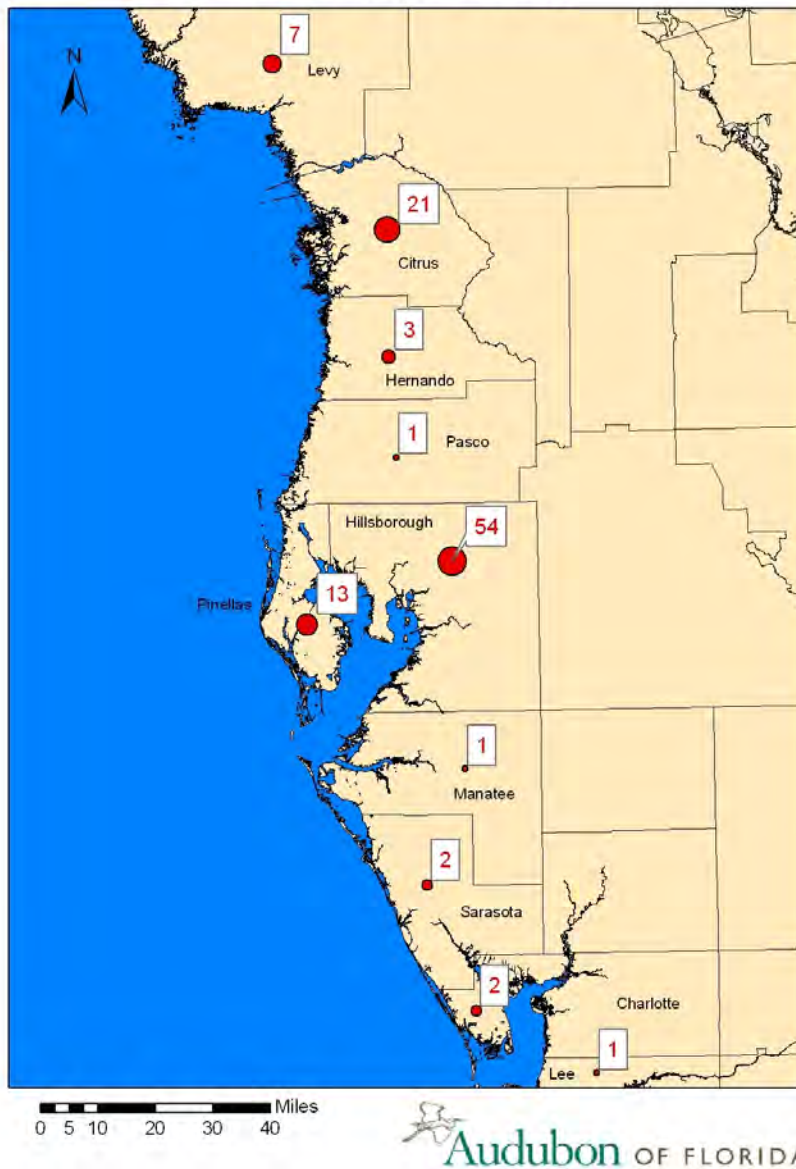 7
N
Levy
21
Citrus
3
Hernando
1
Pasco
Hillsborough
54
13
Pinellas
1
Manatee
2
Sarasota
2
Charlotte
1
Lee
Miles
0 5 10 20 30 40
Audubon OF FLORIDA